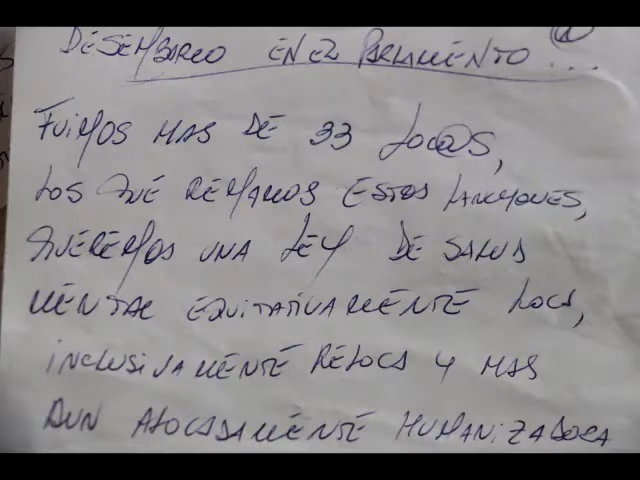 DESEMBARCO EN EL PARLAMENTO...
FUIMOS MAS DE 33 LOC@S,
LOS QUE REMAMOS ESTOS LANCHONES,
QUEREMOS UNA LEY DE SALUD
MENTAL EQUITATIVAMENTE LOCA,
INCLUSIVAMENTE RELOCA Y MAS
AUN ALOCADAMENTE HUMANIZADORA